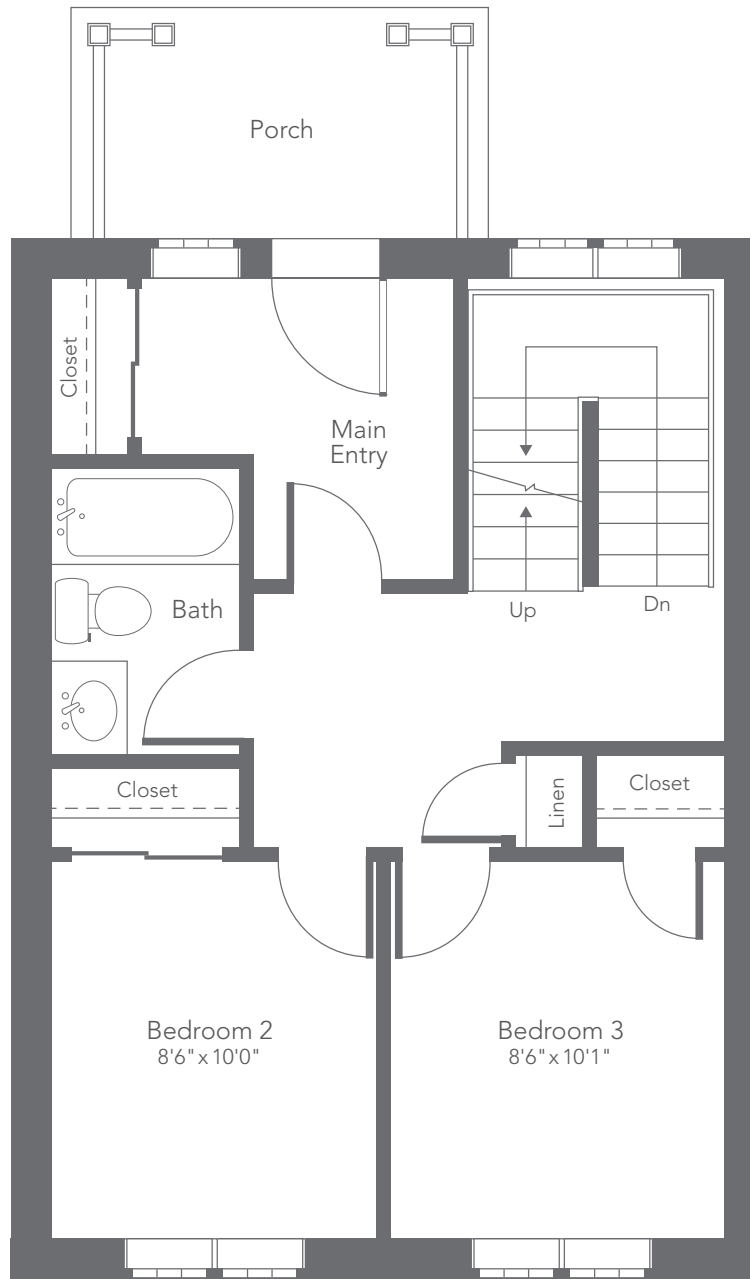 Porch
Closet
Main
Entry
Bath
Up
Dn
Closet
Linen
Closet
Bedroom 2
8'6" x 10'0"
Bedroom 3
8'6" x 10'1"